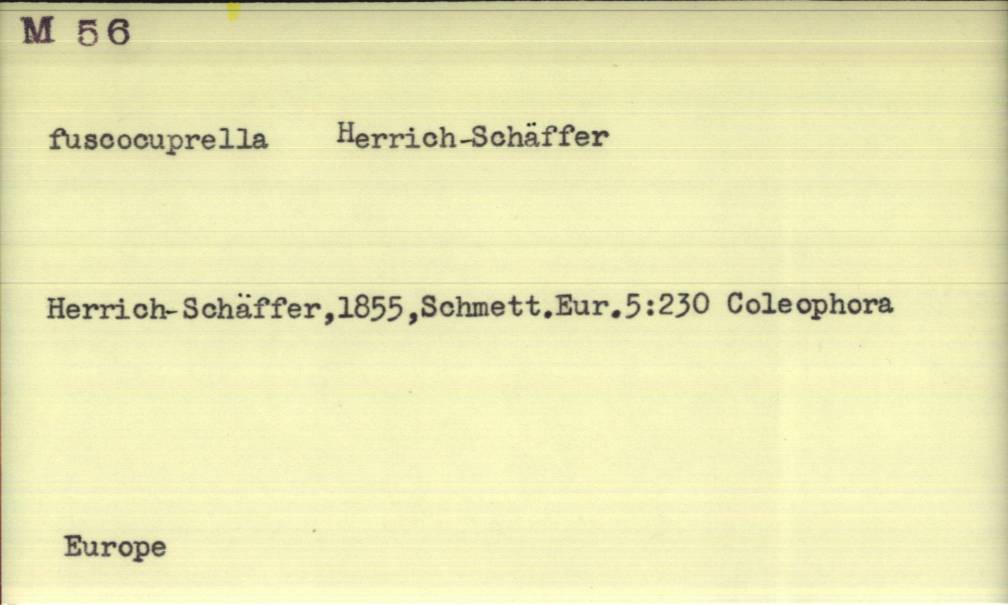 M 56
fuscocuprella Herrich-Schäffer
Herrich-Schäffer,1855,Schmett.Eur.5:230 Coleophora
Europe